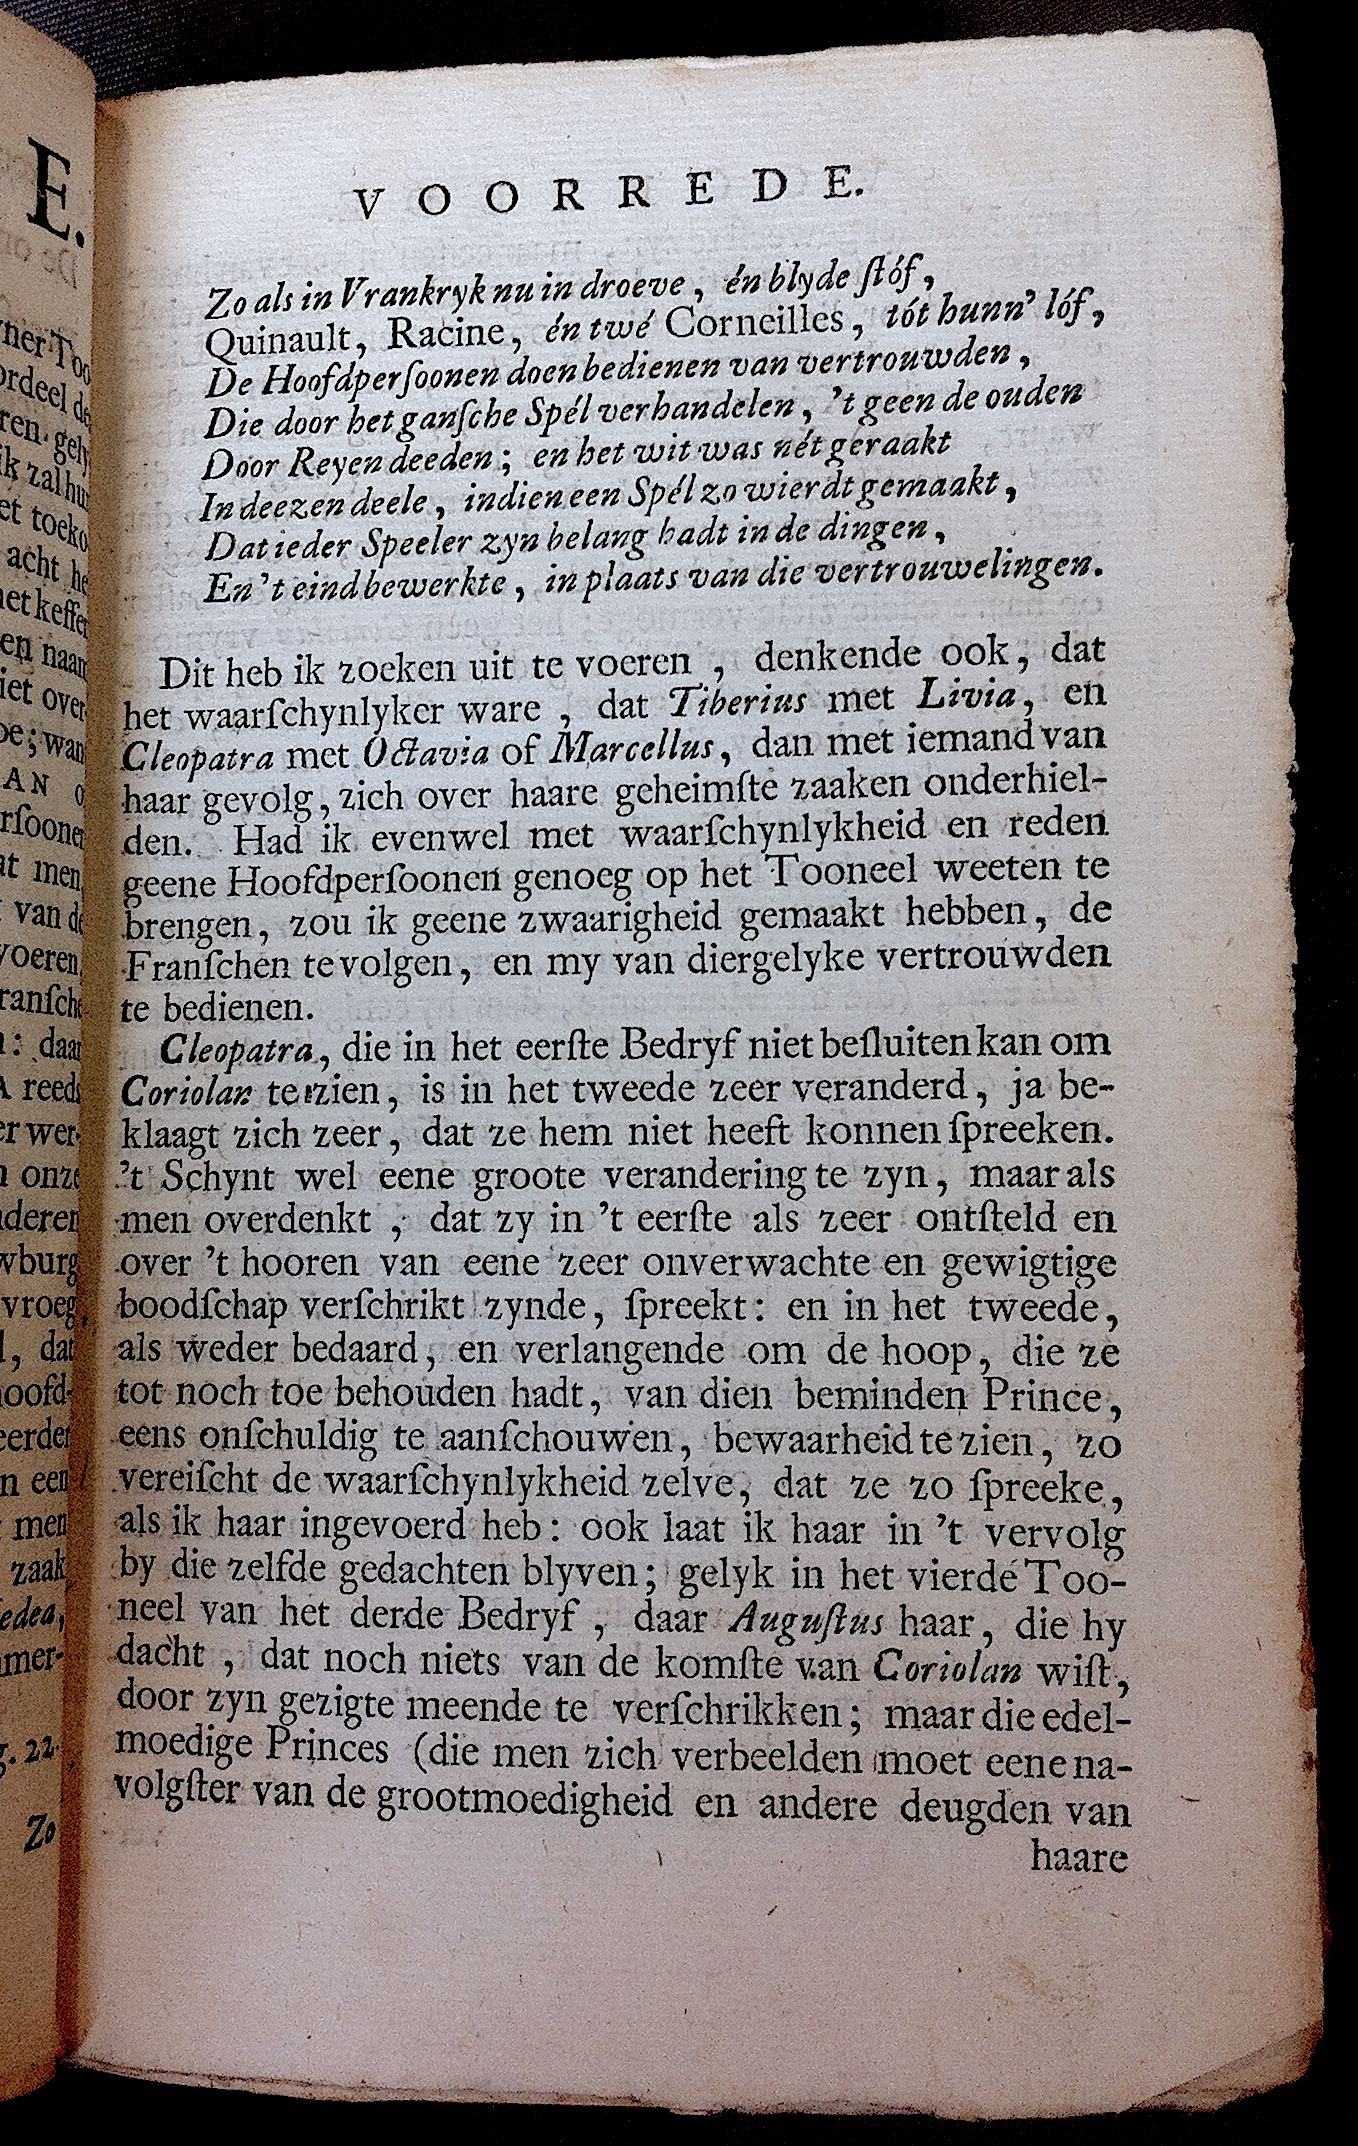 VOORREDE.
Zo als in Vrankryk nu in droeve, én blyde ſtóf,
Quinault, Racine, én twé Corneilles, tót hunn' lóf,
De Hoofdperſoonen doen bedienen van vertrouwden,
Die door het ganſche Spél verhandelen, 't geen de ouden
Door Reyen deeden; en het wit was nét geraakt
In deezen deele, indien een Spél zo wierdt gemaakt,
Dat ieder Speeler zyn belang hadt in de dingen,
En 't eind bewerkte, in plaats van die vertrouwelingen.
Dit heb ik zoeken uit te voeren, denkende ook, dat
het waarſchynlyker ware, dat Tiberius met Livia, en
Cleopatra met Octavia of Marcellus, dan met iemand van
haar gevolg, zich over haare geheimſte zaaken onderhiel-
den. Had ik evenwel met waarſchynlykheid en reden
geene Hoofdperſoonen genoeg op het Tooneel weeten te
brengen, zou ik geene zwaarigheid gemaakt hebben, de
Franſchen te volgen, en my van diergelyke vertrouwden
te bedienen.
Cleopatra, die in het eerſte Bedryf niet beſluiten kan om
Coriolan te zien, is in het tweede zeer veranderd, ja be-
klaagt zich zeer, dat ze hem niet heeft konnen ſpreeken.
't Schynt wel eene groote verandering te zyn, maar als
men overdenkt, dat zy in 't eerſte als zeer ontſteld en
over 't hooren van eene zeer onverwachte en gewigtige
boodſchap verſchrikt zynde, ſpreekt: en in het tweede,
als weder bedaard, en verlangende om de hoop, die ze
tot noch toe behouden hadt, van dien beminden Prince,
eens onſchuldig te aanſchouwen, bewaarheid te zien, zo
vereiſcht de waarſchynlykheid zelve, dat ze zo ſpreeke,
als ik haar ingevoerd heb: ook laat ik haar in 't vervolg
by die zelfde gedachten blyven; gelyk in het vierde Too-
neel van het derde Bedryf, daar Auguſtus haar, die hy
dacht, dat noch niets van de komſte van Coriolan wiſt,
door zyn gezigte meende te verſchrikken; maar die edel-
moedige Princes (die men zich verbeelden moet eene na-
volgſter van de grootmoedigheid en andere deugden van
haare